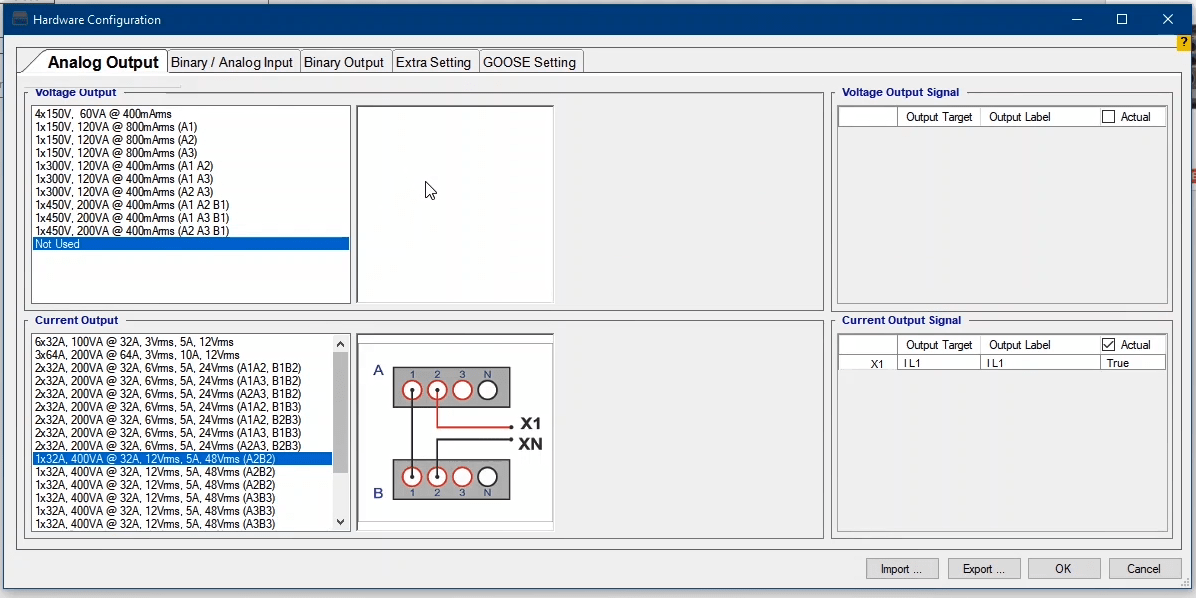 Hardware Configuration
?
Analog Output
Binary / Analog Input
Binary Output
Extra Setting
GOOSE Setting
Voltage Output
4x150V, 60VA @ 400mArms
1x150V, 120VA @ 800mArms (A1)
1x150V, 120VA @ 800mArms (A2)
1x150V, 120VA @ 800mArms (A3)
1x300V, 120VA @ 400mArms (A1 A2)
1x300V, 120VA @ 400mArms (A1 A3)
1x300V, 120VA @ 400mArms (A2 A3)
1x450V, 200VA @ 400mArms (A1 A2 B1)
1x450V, 200VA @ 400mArms (A1 A3 B1)
1x450V, 200VA @ 400mArms (A2 A3 B1)
Not Used
Voltage Output Signal
Output Target Output Label Actual
Current Output
6x32A, 100VA @ 32A, 3Vrms, 5A, 12Vrms
3x64A, 200VA @ 64A, 3Vrms, 10A, 12Vrms
2x32A, 200VA @ 32A, 6Vrms, 5A, 24Vrms (A1A2, B1B2)
2x32A, 200VA @ 32A, 6Vrms, 5A, 24Vrms (A1A3, B1B2)
2x32A, 200VA @ 32A, 6Vrms, 5A, 24Vrms (A2A3, B1B2)
2x32A, 200VA @ 32A, 6Vrms, 5A, 24Vrms (A1A2, B1B3)
2x32A, 200VA @ 32A, 6Vrms, 5A, 24Vrms (A1A2, B2B3)
2x32A, 200VA @ 32A, 6Vrms, 5A, 24Vrms (A1A3, B1B3)
2x32A, 200VA @ 32A, 6Vrms, 5A, 24Vrms (A2A3, B2B3)
1x32A, 400VA @ 32A, 12Vrms, 5A, 48Vrms (A2B2)
1x32A, 400VA @ 32A, 12Vrms, 5A, 48Vrms (A2B2)
1x32A, 400VA @ 32A, 12Vrms, 5A, 48Vrms (A2B2)
1x32A, 400VA @ 32A, 12Vrms, 5A, 48Vrms (A3B3)
1x32A, 400VA @ 32A, 12Vrms, 5A, 48Vrms (A3B3)
1x32A, 400VA @ 32A, 12Vrms, 5A, 48Vrms (A3B3)
A
1 2 3 N
X1
XN
B
1 2 3 N
Current Output Signal
Output Target Output Label Actual
X1 I L1 I L1 True
Import ...
Export ...
OK
Cancel